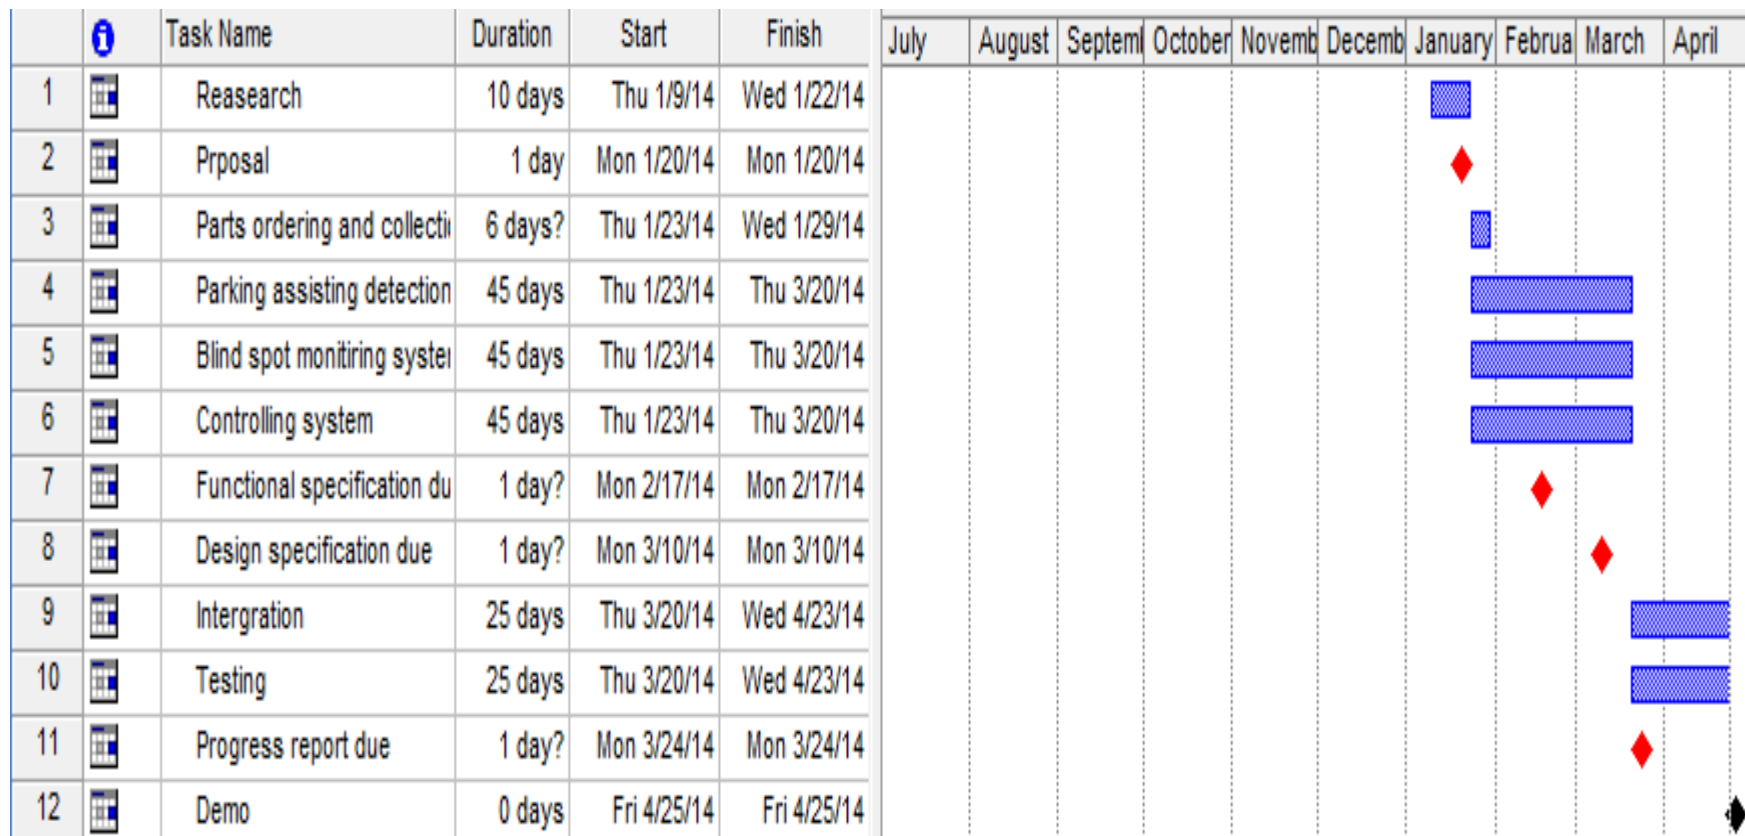 Task Name Duration Start Finish July August Septeml October Novemb Decemb January Februa March April
1 Reasearch 10 days Thu 1/9/14 Wed 1/22/14
2 Prposal 1 day Mon 1/20/14 Mon 1/20/14
3 Parts ordering and collecti 6 days? Thu 1/23/14 Wed 1/29/14
4 Parking assisting detection 45 days Thu 1/23/14 Thu 3/20/14
5 Blind spot monitiring syster 45 days Thu 1/23/14 Thu 3/20/14
6 Controlling system 45 days Thu 1/23/14 Thu 3/20/14
7 Functional specification du 1 day? Mon 2/17/14 Mon 2/17/14
8 Design specification due 1 day? Mon 3/10/14 Mon 3/10/14
9 Intergration 25 days Thu 3/20/14 Wed 4/23/14
10 Testing 25 days Thu 3/20/14 Wed 4/23/14
11 Progress report due 1 day? Mon 3/24/14 Mon 3/24/14
12 Demo 0 days Fri 4/25/14 Fri 4/25/14